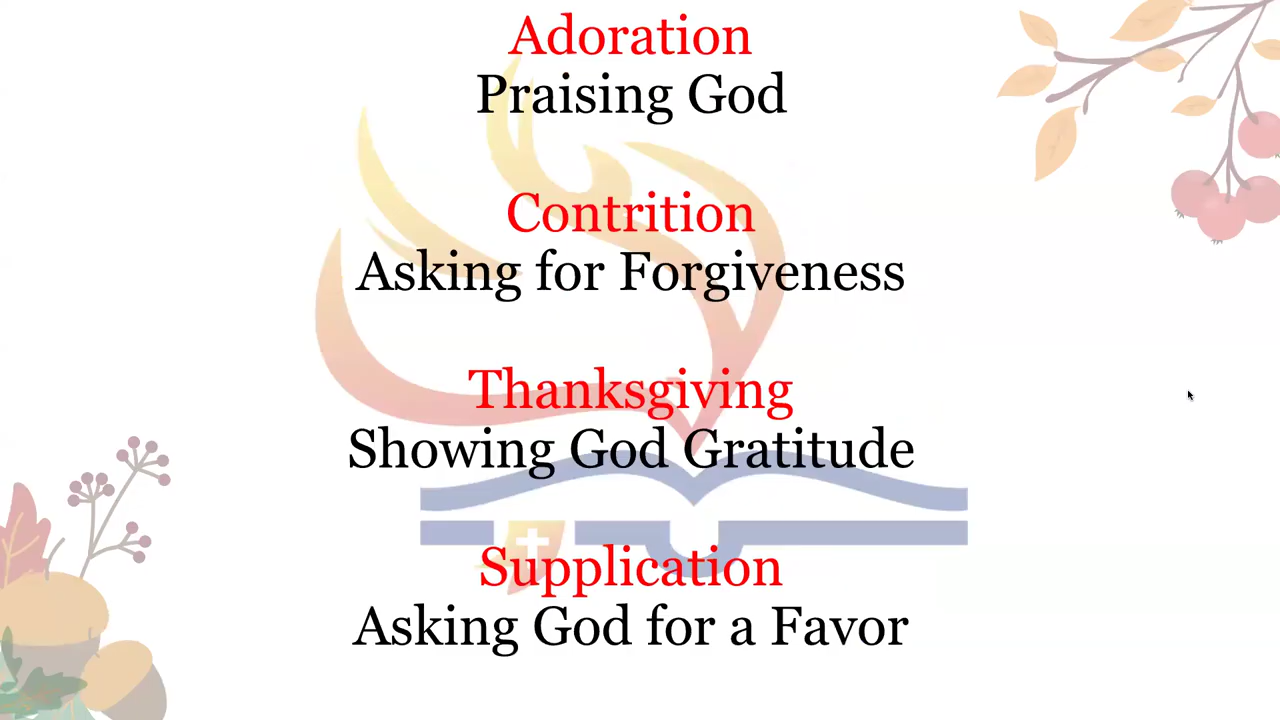 Adoration
Praising God
Contrition
Asking for Forgiveness
Thanksgiving
Showing God Gratitude
Supplication
Asking God for a Favor